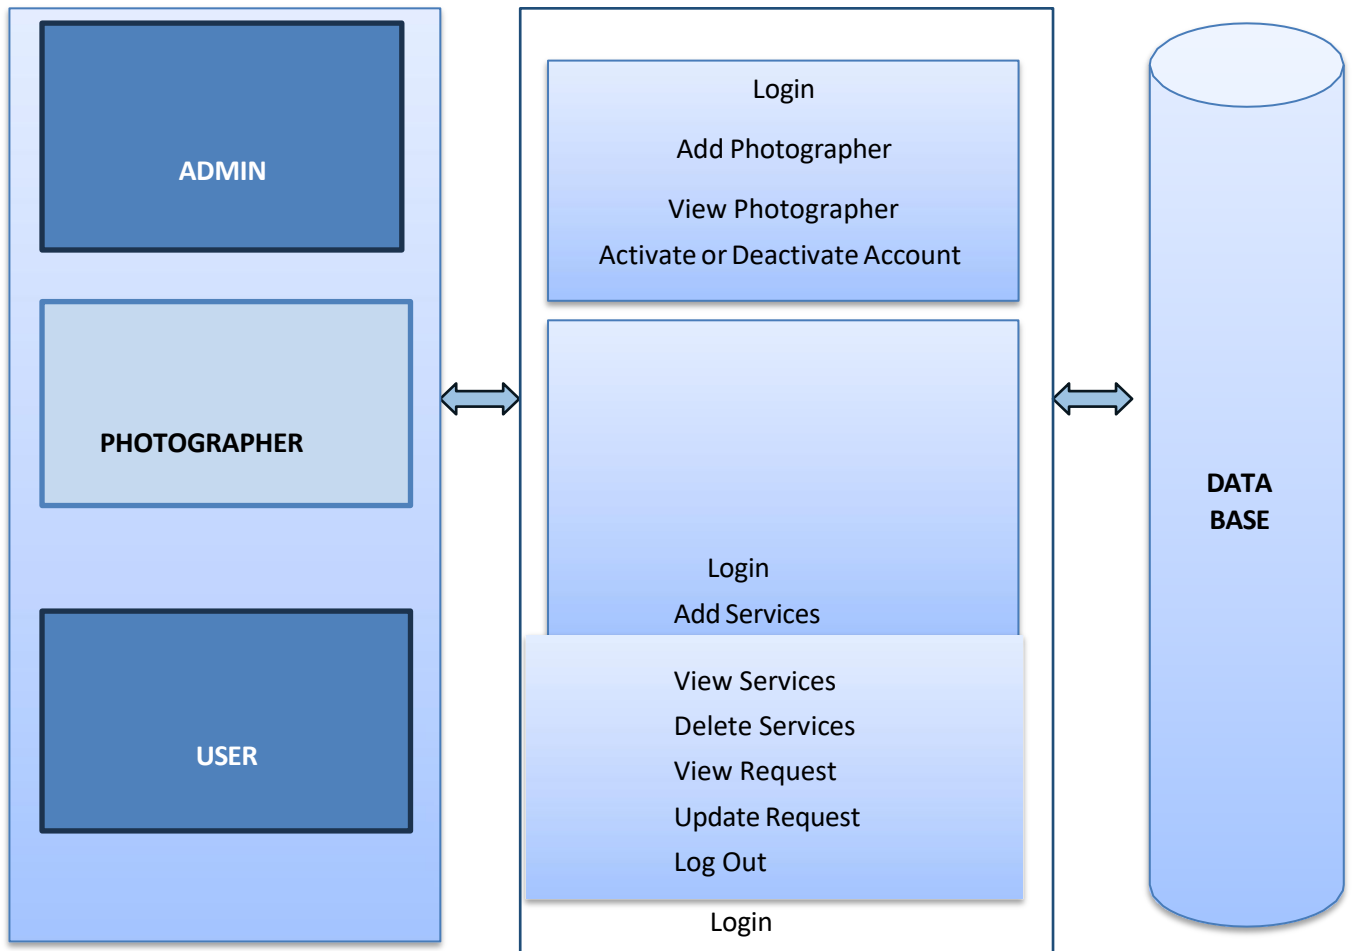 ADMIN
PHOTOGRAPHER
USER
Login
Add Photographer
View Photographer
Activate or Deactivate Account
Login
Add Services
View Services
Delete Services
View Request
Update Request
Log Out
Login
DATA
BASE